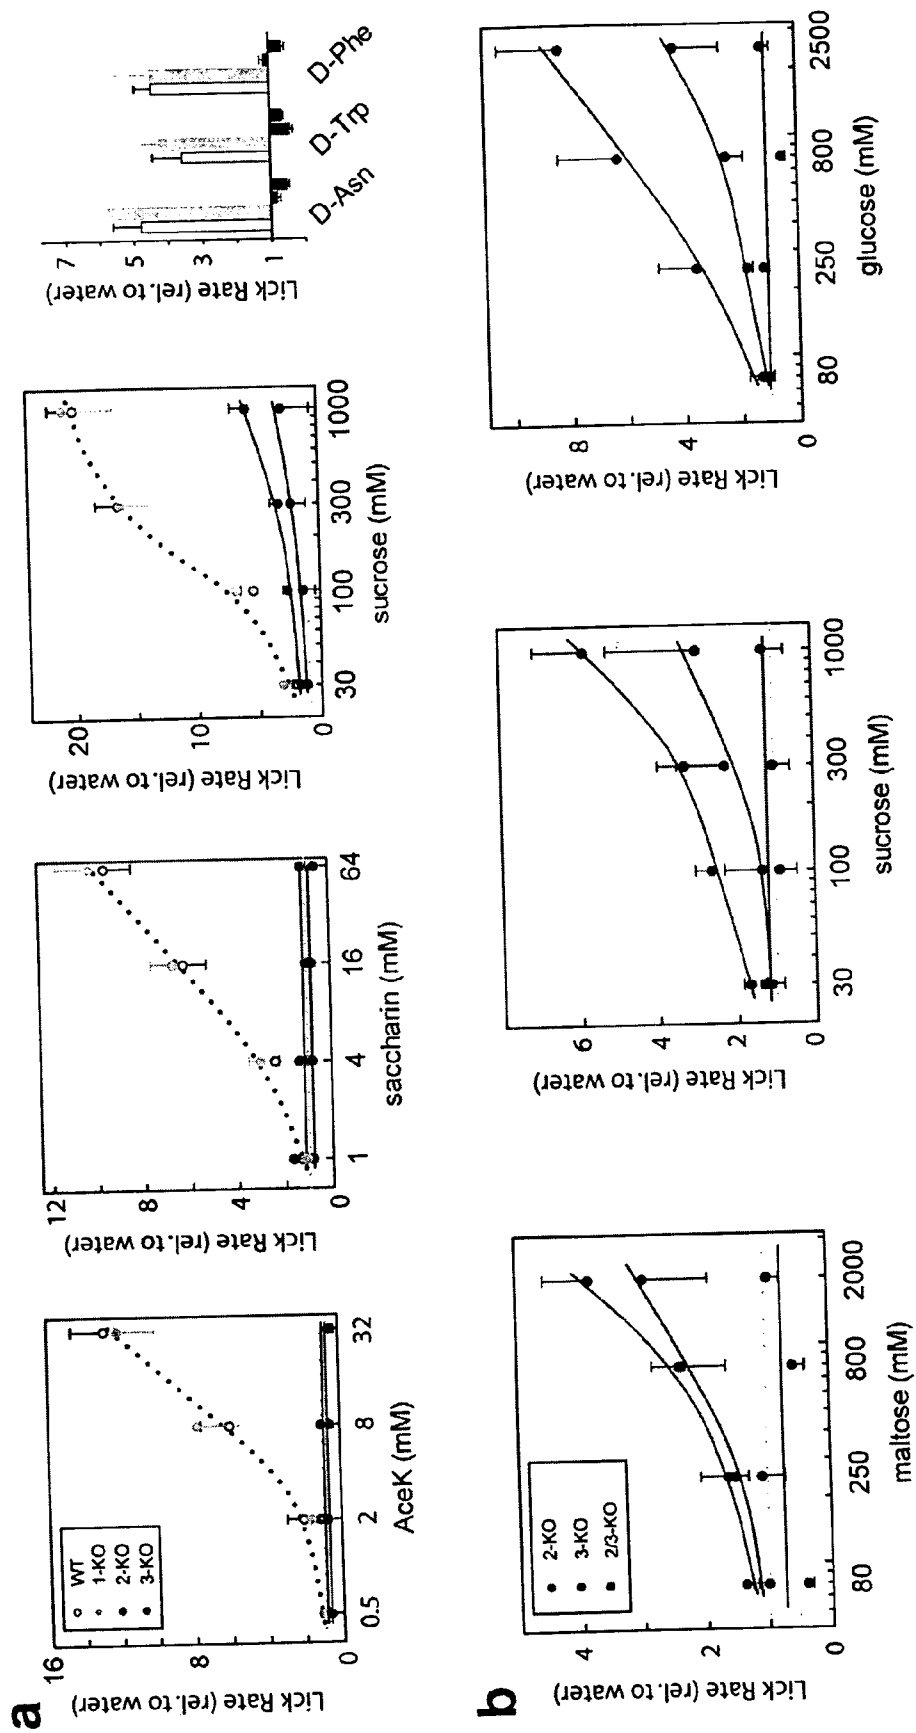 a
Lick Rate (rel. to water)
16
8
0
WT
1-KO
2-KO
3-KO
0.5
2
8
32
AceK (mM)
Lick Rate (rel. to water)
12
8
4
0
1
4
16
64
saccharin (mM)
Lick Rate (rel. to water)
20
10
0
30
100
300
1000
sucrose (mM)
Lick Rate (rel. to water)
7
5
3
1
D-Asn
D-Trp
D-Phe
b
Lick Rate (rel. to water)
4
2
0
2-KO
3-KO
2/3-KO
80
250
800
2000
maltose (mM)
Lick Rate (rel. to water)
6
4
2
0
30
100
300
1000
sucrose (mM)
Lick Rate (rel. to water)
8
4
0
80
250
800
2500
glucose (mM)